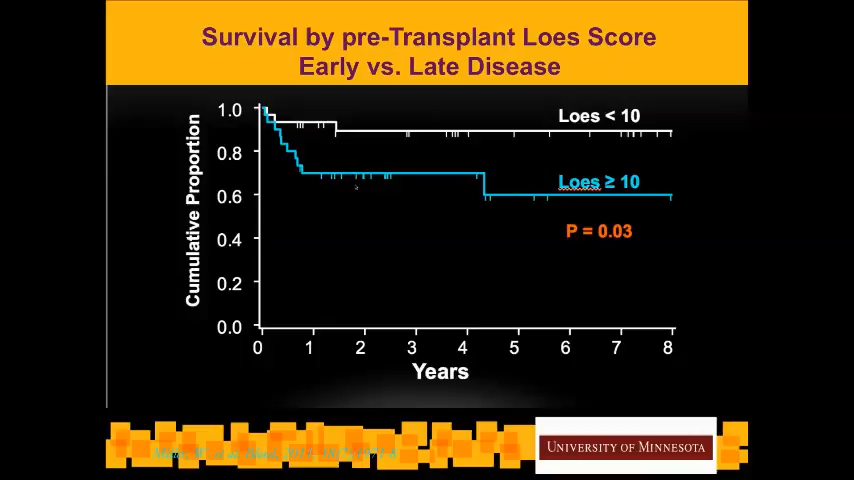 Survival by pre-Transplant Loes Score
Early vs. Late Disease
Cumulative Proportion
1.0
0.8
0.6
0.4
0.2
0.0
Loes < 10
Loes ≥ 10
P = 0.03
0 1 2 3 4 5 6 7 8
Years
Blood, 2011
UNIVERSITY OF MINNESOTA